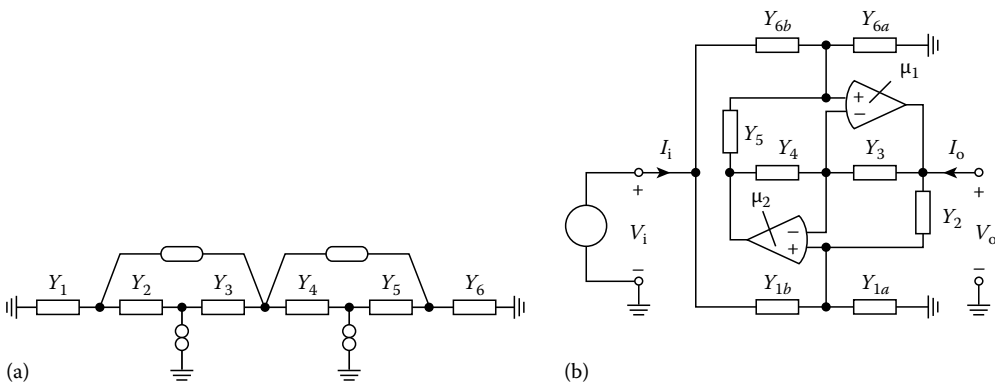 Y1 Y2 Y3 Y4 Y5 Y6
(a)
Y6b Y6a
μ1
+
−
Y5
Ii Y4 Y3 Io
+ +
μ2
Y2
Vi − Vo
+
− −
Y1b Y1a
(b)